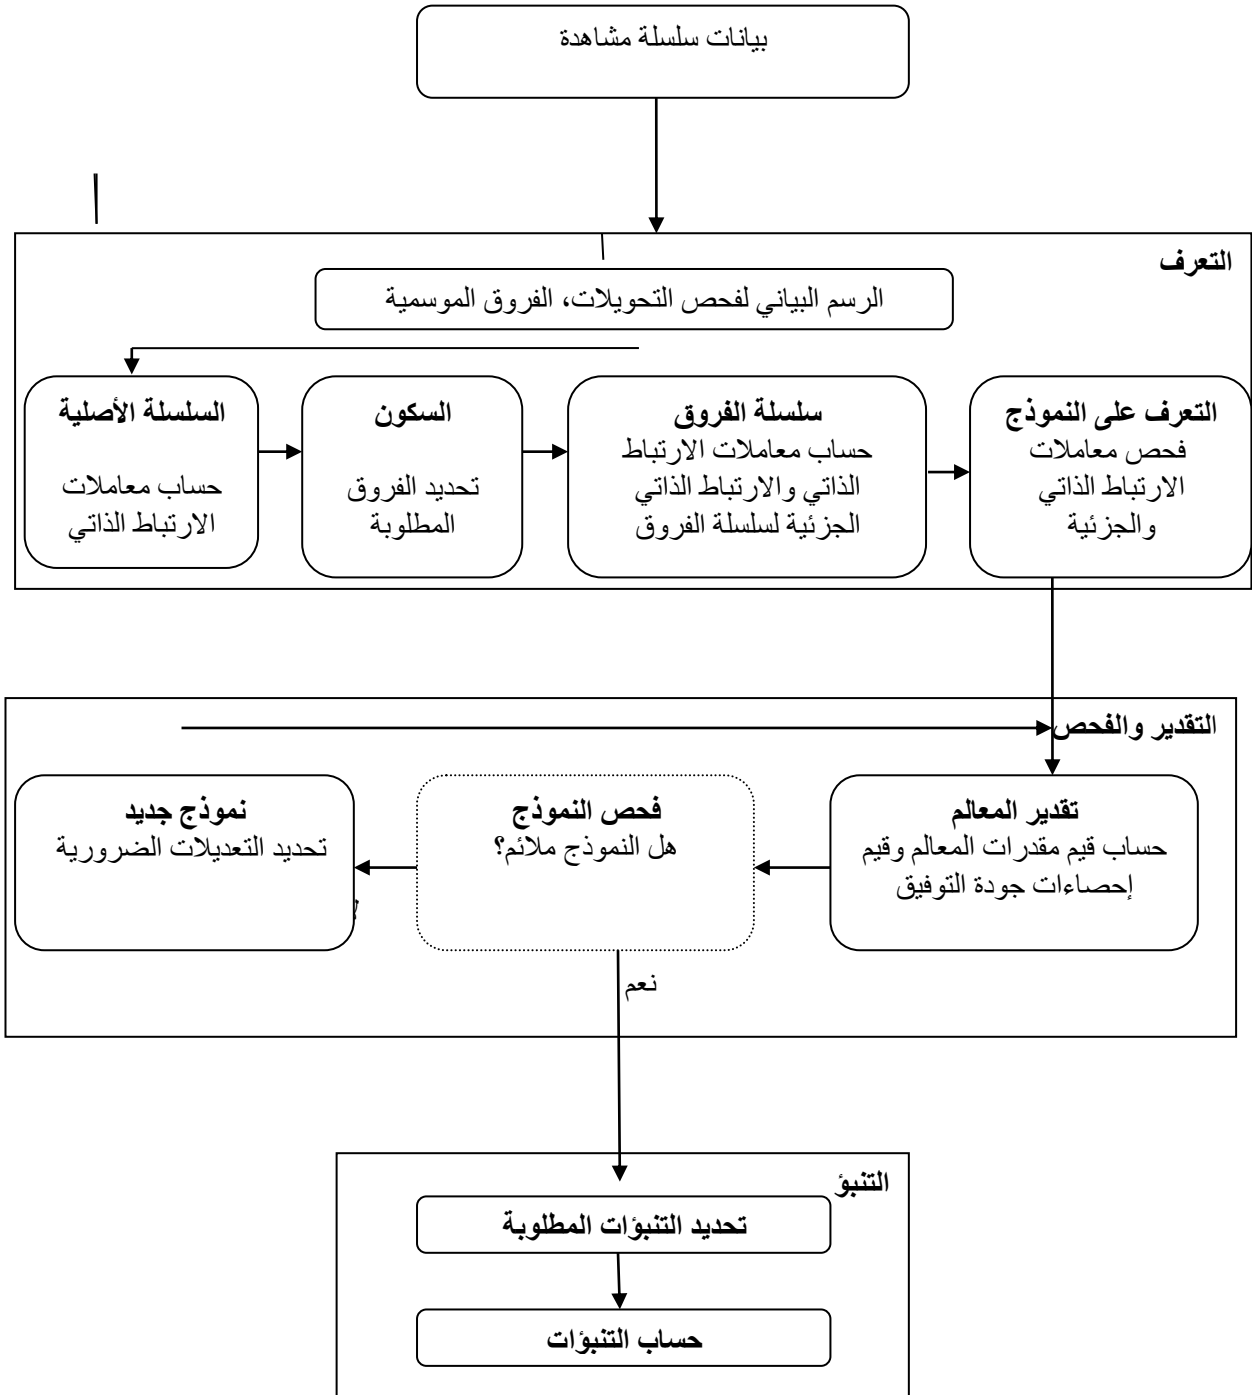 بيانات سلسلة مشاهدة
التعرف
الرسم البياني لفحص التحويلات، الفروق الموسمية
السلسلة الأصلية
حساب معاملات
الارتباط الذاتي
السكون
تحديد الفروق
المطلوبة
سلسلة الفروق
حساب معاملات الارتباط
الذاتي والارتباط الذاتي
الجزئية لسلسلة الفروق
التعرف على النموذج
فحص معاملات
الارتباط الذاتي
والجزئية
التقدير والفحص
تقدير المعالم
حساب قيم مقدرات المعالم وقيم
إحصاءات جودة التوفيق
فحص النموذج
هل النموذج ملائم؟
نموذج جديد
تحديد التعديلات الضرورية
نعم
التنبؤ
تحديد التنبؤات المطلوبة
حساب التنبؤات